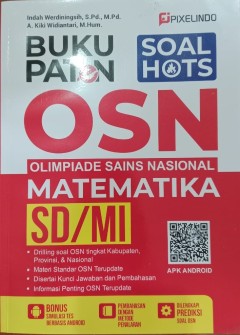 PIXELINDO
Indah Werdiningsih, S.Pd., M.Pd.
A. Kiki Widiantari, M.Hum.
BUKU
PATEN
SOAL
HOTS
OSN
OLIMPIADE SAINS NASIONAL
MATEMATIKA
SD/MI
• Drilling soal OSN tingkat Kabupaten,
Provinsi, & Nasional
• Materi Standar OSN Terupdate
• Disertai Kunci Jawaban dan Pembahasan
• Informasi Penting OSN Terupdate
APK ANDROID
BONUS
SIMULASI TES
BERBASIS ANDROID
PEMBAHASAN
DENGAN
METODE
PENALARAN
DILENGKAPI
PREDIKSI
SOAL OSN